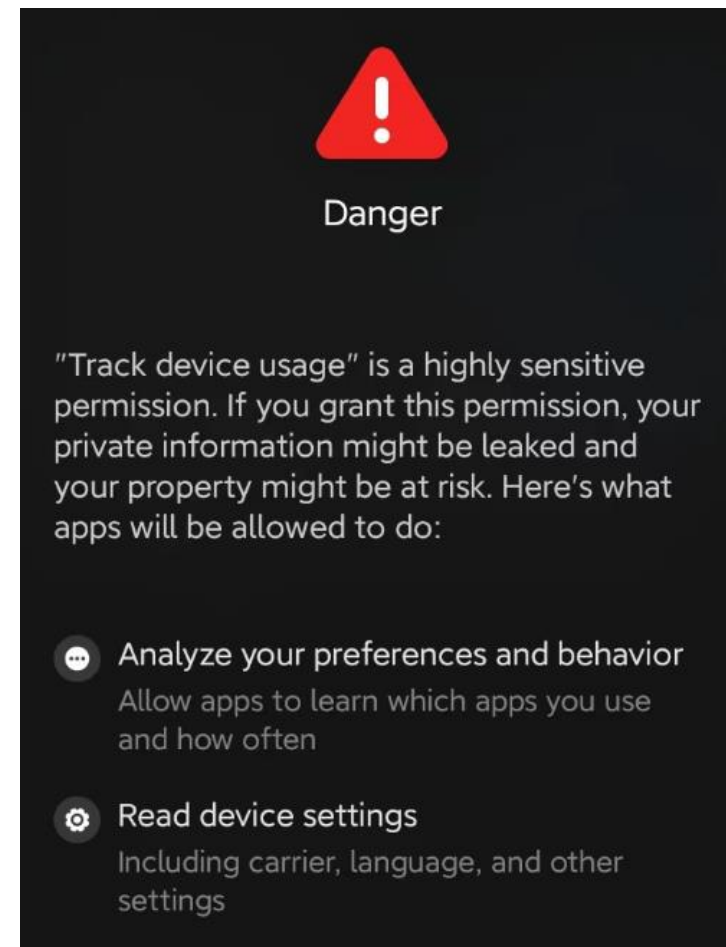 Danger
"Track device usage" is a highly sensitive
permission. If you grant this permission, your
private information might be leaked and
your property might be at risk. Here's what
apps will be allowed to do:
Analyze your preferences and behavior
Allow apps to learn which apps you use
and how often
Read device settings
Including carrier, language, and other
settings